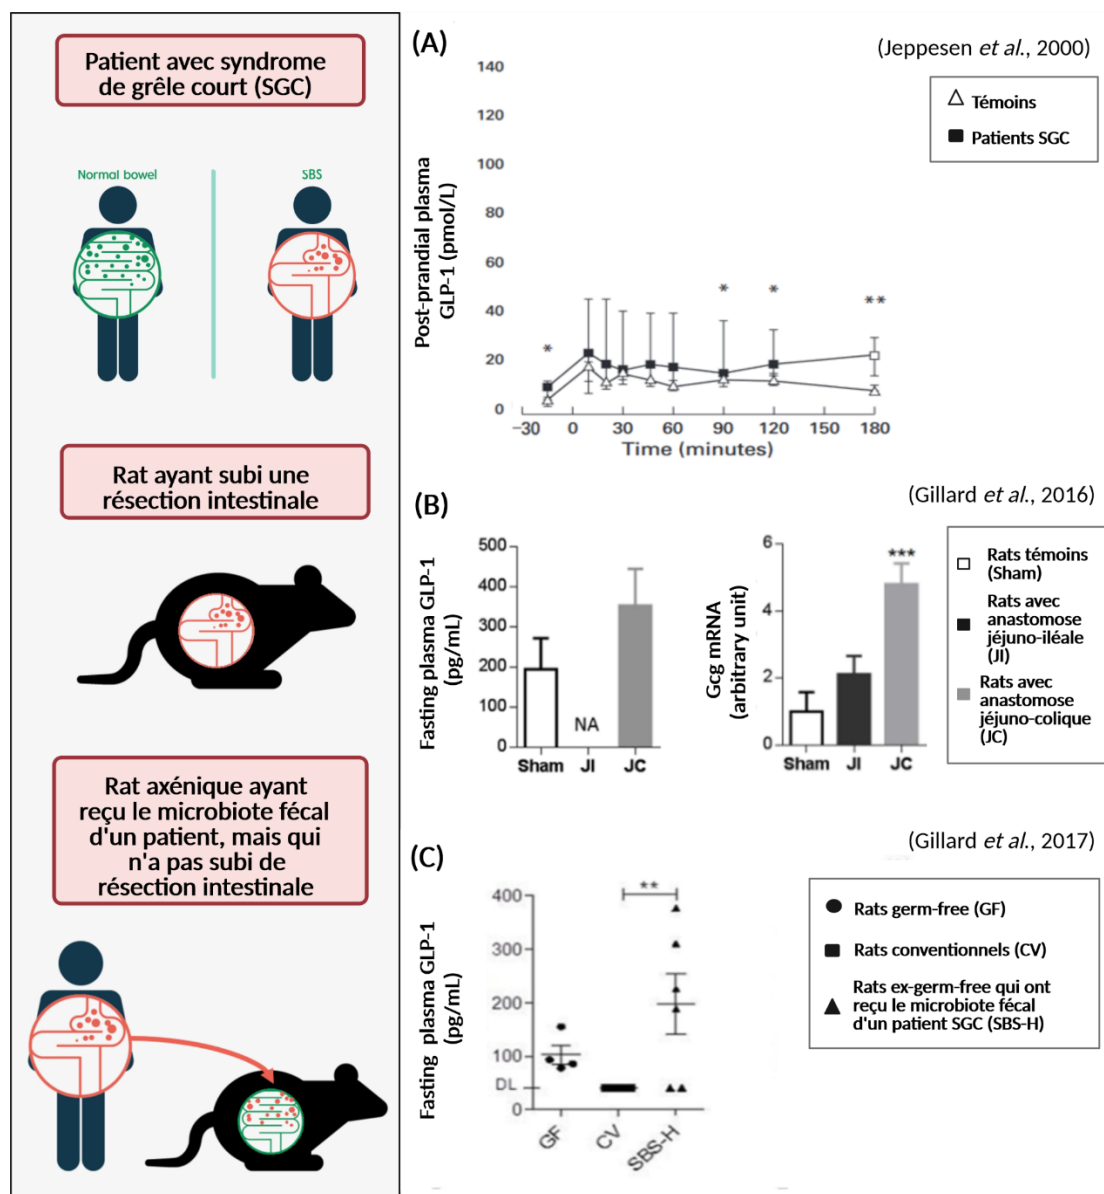 Patient avec syndrome
de grêle court (SGC)
Normal bowel
SBS
Rat ayant subi une
résection intestinale
Rat axénique ayant
reçu le microbiote fécal
d'un patient, mais qui
n'a pas subi de
résection intestinale
(A)
(Jeppesen et al., 2000)
Témoins
Patients SGC
Post-prandial plasma
GLP-1 (pmol/L)
140
120
100
80
60
40
20
0
*
*
*
**
−30 0 30 60 90 120 150 180
Time (minutes)
(B)
(Gillard et al., 2016)
Fasting plasma GLP-1
(pg/mL)
500
400
300
200
100
0
NA
Sham JI JC
Gcg mRNA
(arbitrary unit)
6
4
2
0
***
Sham JI JC
Rats témoins
(Sham)
Rats avec
anastomose
jéjuno-iléale
(JI)
Rats avec
anastomose
jéjuno-colique
(JC)
(C)
(Gillard et al., 2017)
Fasting plasma GLP-1
(pg/mL)
400
300
200
100
DL
0
**
GF CV SBS-H
Rats germ-free (GF)
Rats conventionnels (CV)
Rats ex-germ-free qui ont
reçu le microbiote fécal
d'un patient SGC (SBS-H)